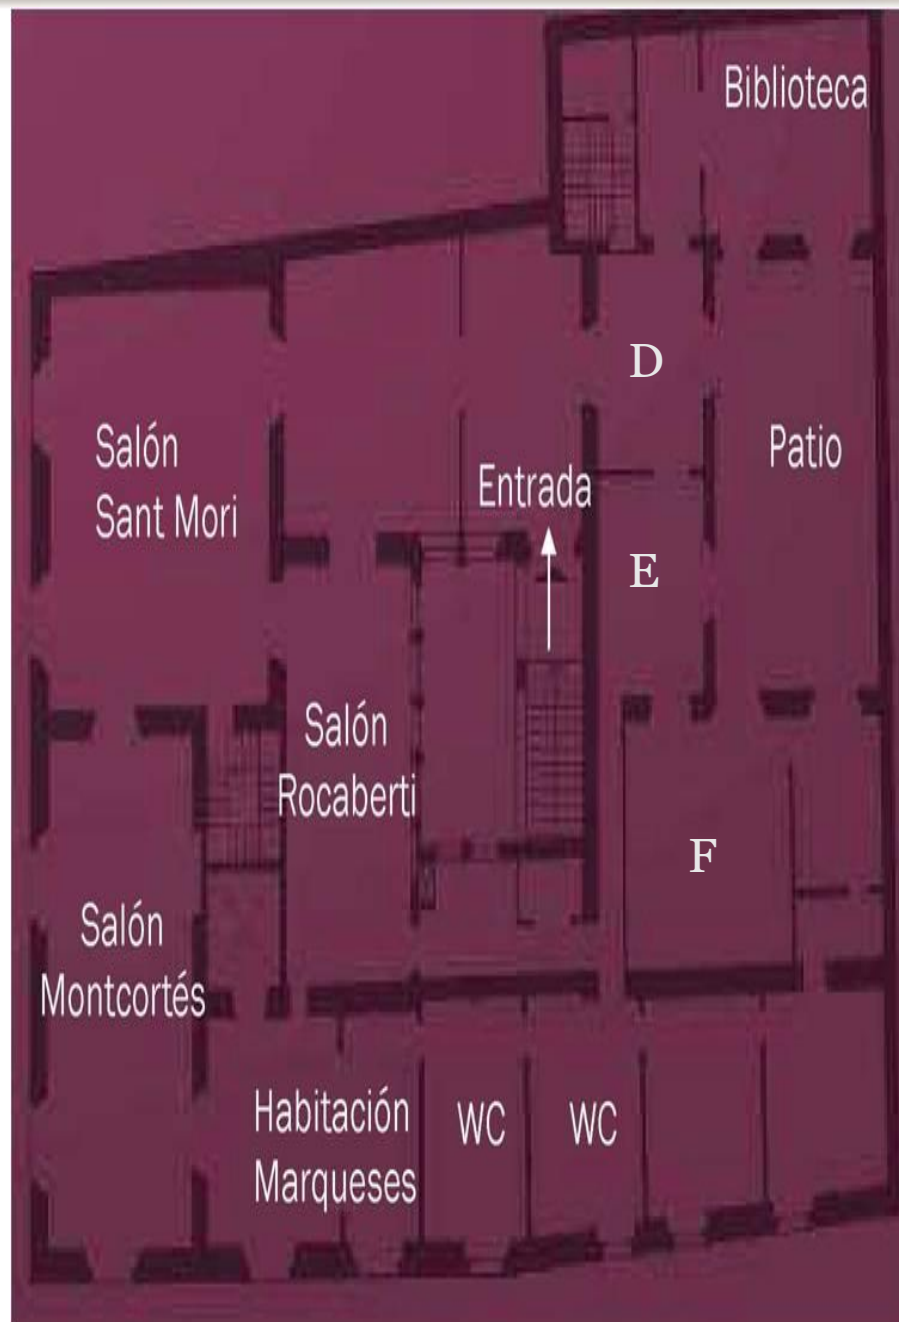 Biblioteca
D
Salón
Sant Mori
Patio
Entrada
E
Salón
Rocaberti
F
Salón
Montcortés
Habitación
Marqueses
WC
WC